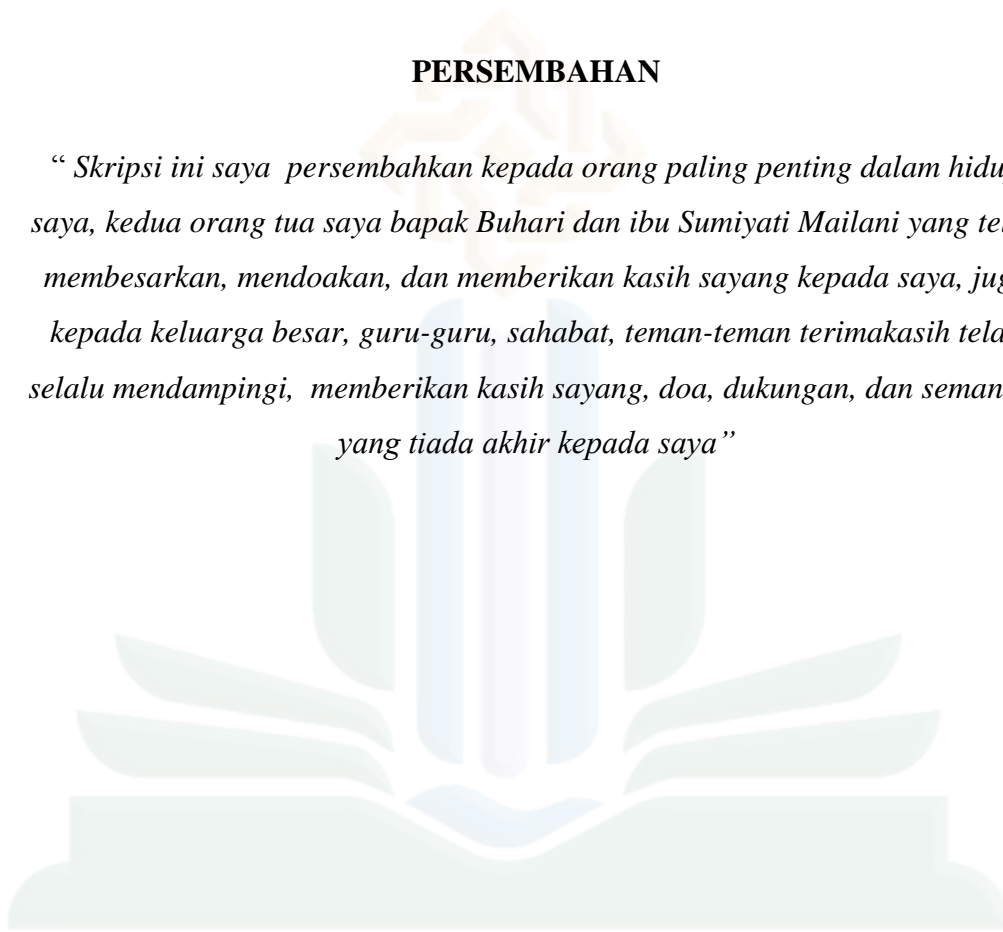 PERSEMBAHAN
“ Skripsi ini saya persembahkan kepada orang paling penting dalam
saya, kedua orang tua saya bapak Buhari dan ibu Sumiyati Mailani yang
membesarkan, mendoakan, dan memberikan kasih sayang kepada saya,
kepada keluarga besar, guru-guru, sahabat, teman-teman terimakasih
selalu mendampingi, memberikan kasih sayang, doa, dukungan, dan
yang tiada akhir kepada saya”